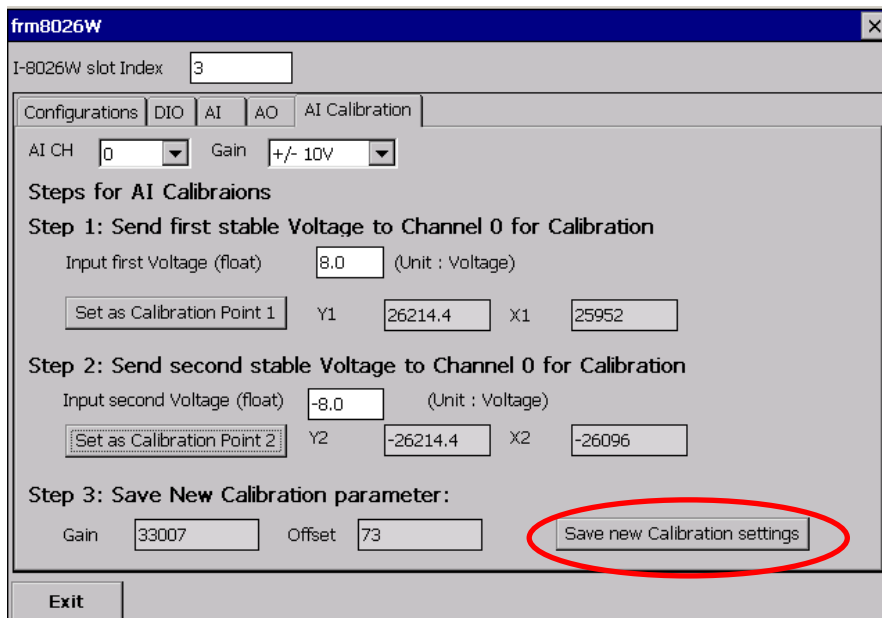 frm8026W
I-8026W slot Index 3
Configurations DIO AI AO AI Calibration
AI CH 0 Gain +/- 10V
Steps for AI Calibraions
Step 1: Send first stable Voltage to Channel 0 for Calibration
Input first Voltage (float) 8.0 (Unit : Voltage)
Set as Calibration Point 1 Y1 26214.4 X1 25952
Step 2: Send second stable Voltage to Channel 0 for Calibration
Input second Voltage (float) -8.0 (Unit : Voltage)
Set as Calibration Point 2 Y2 -26214.4 X2 -26096
Step 3: Save New Calibration parameter:
Gain 33007 Offset 73 Save new Calibration settings
Exit